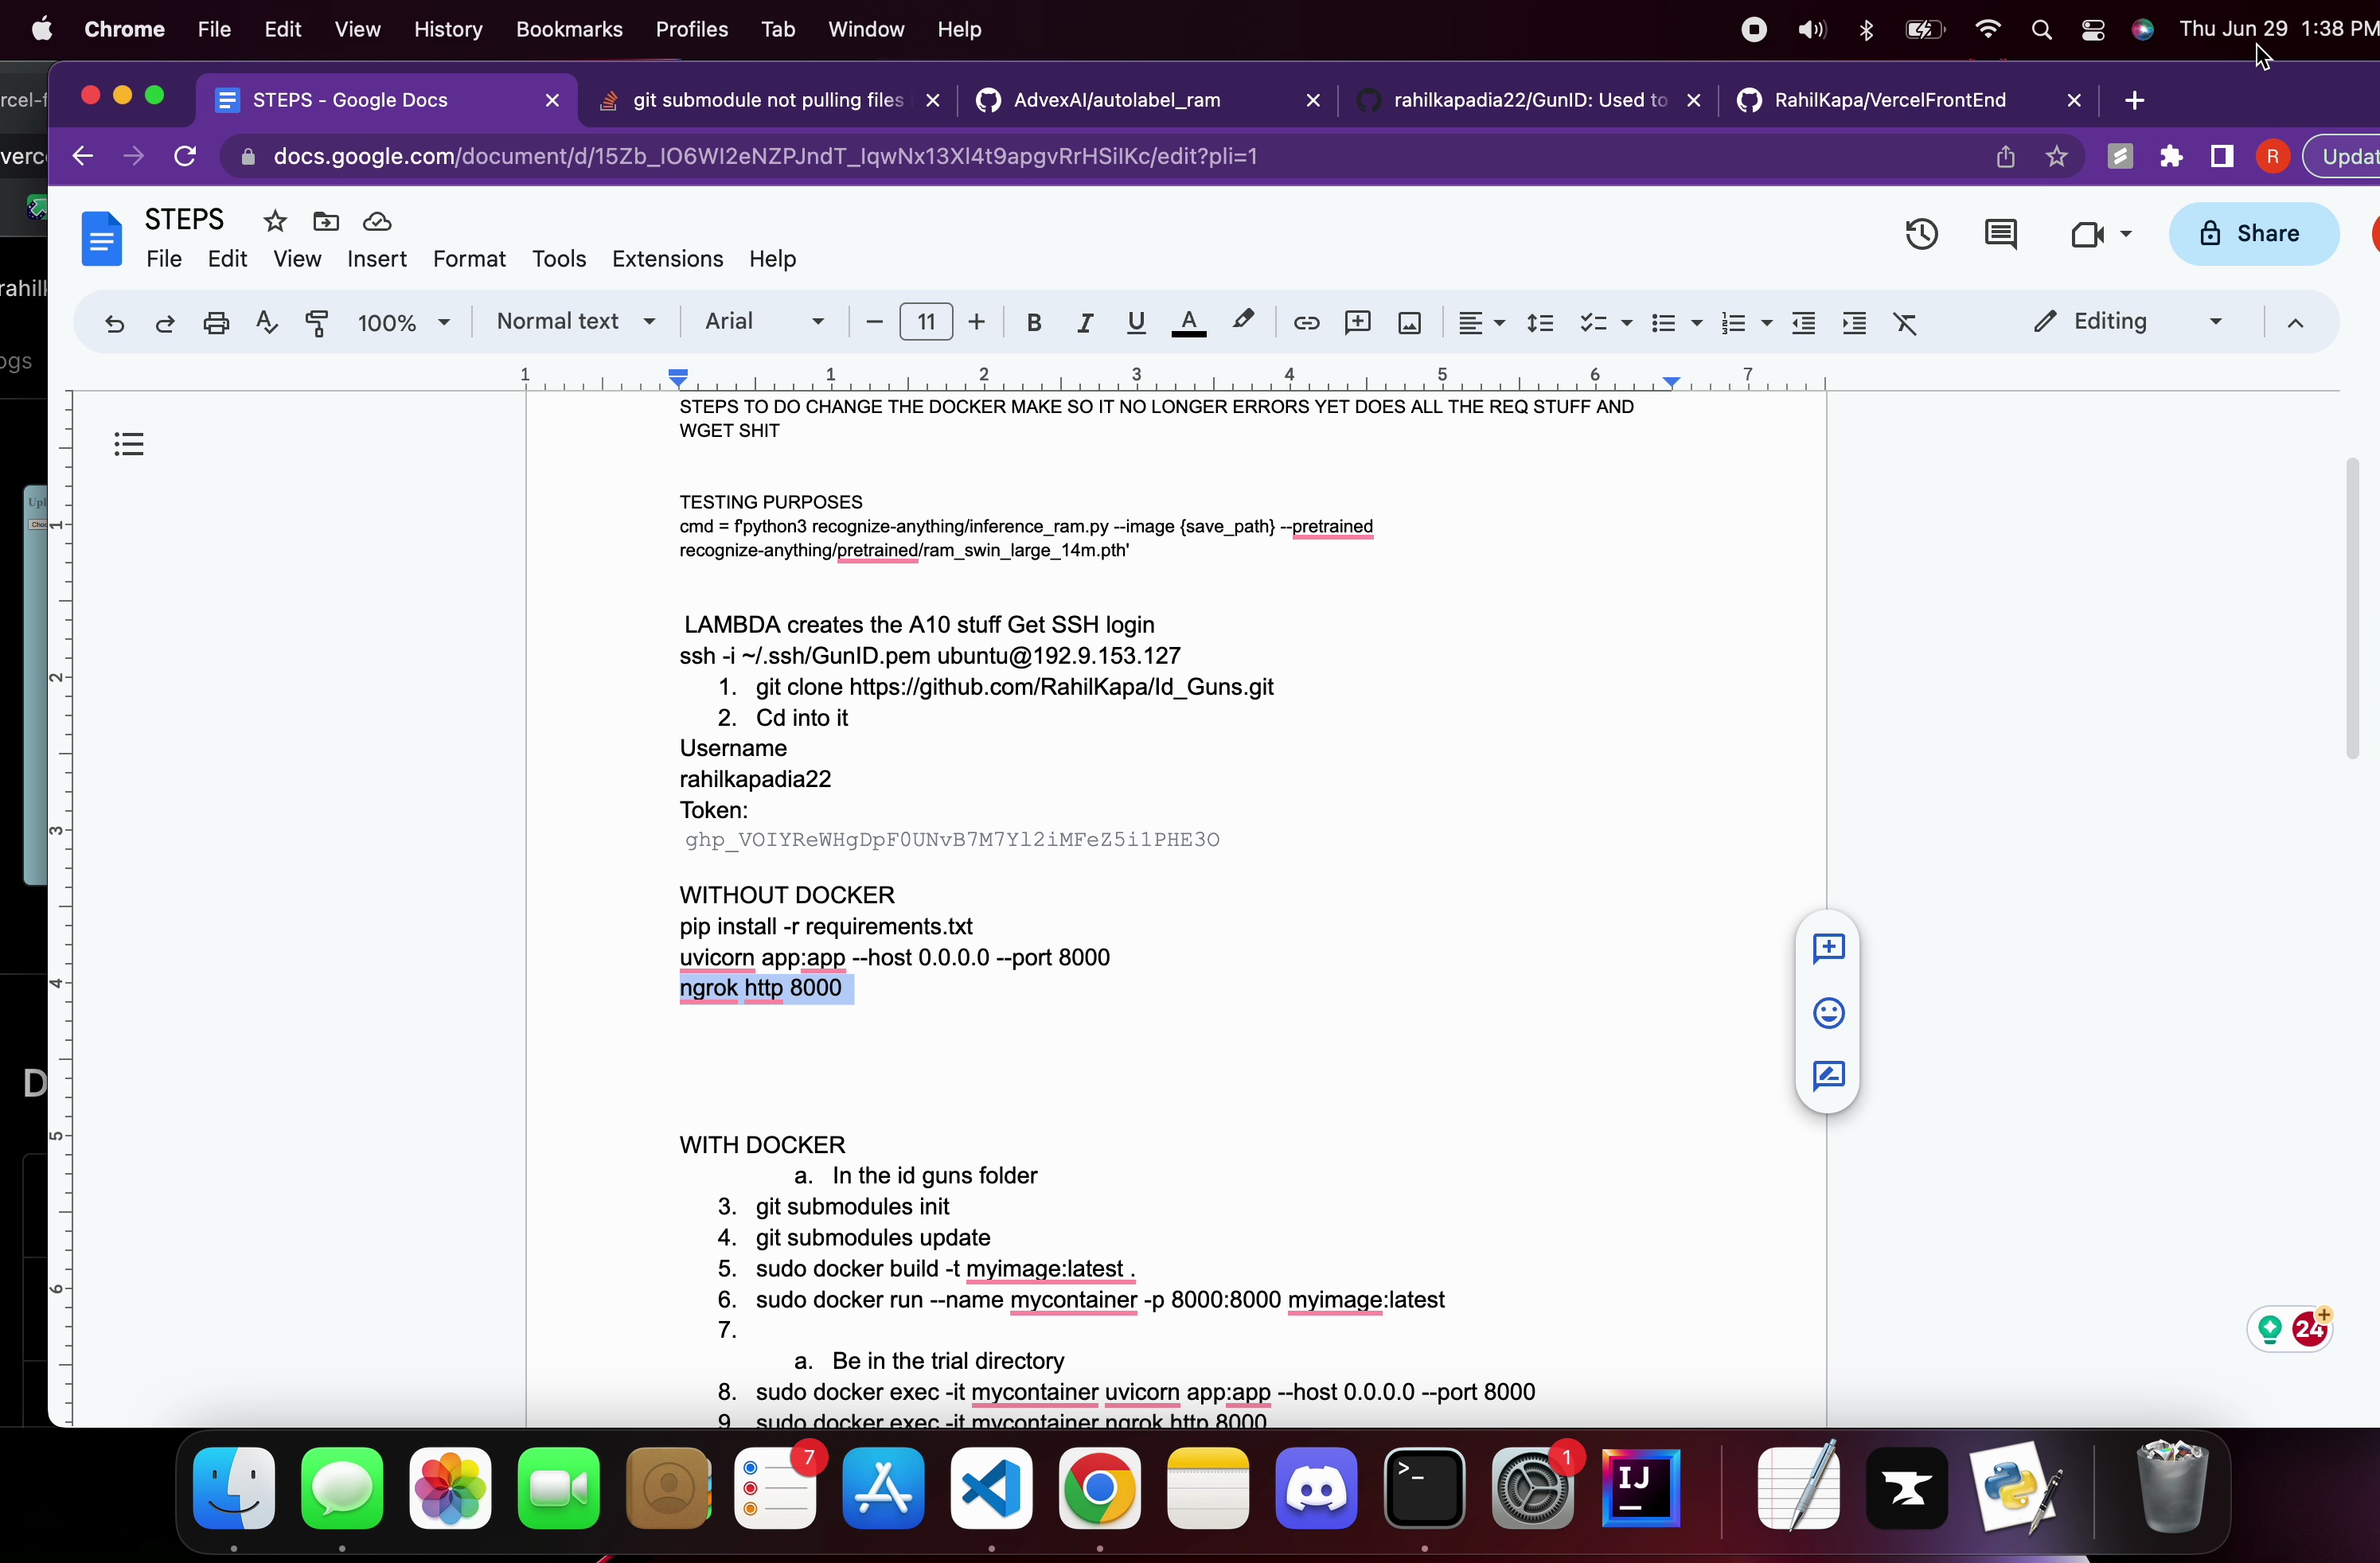 Chrome File Edit View History Bookmarks Profiles Tab Window Help Thu Jun 29 1:38 PM
STEPS - Google Docs git submodule not pulling files AdvexAI/autolabel_ram rahilkapadia22/GunID: Used to RahilKapa/VercelFrontEnd
docs.google.com/document/d/ R
STEPS
File Edit View Insert Format Tools Extensions Help
Share
100% Normal text Arial 11 B I U A Editing
1 1 2 3 4 5 6 7
STEPS TO DO CHANGE THE DOCKER MAKE SO IT NO LONGER ERRORS YET DOES ALL THE REQ STUFF AND
WGET SHIT
TESTING PURPOSES
cmd = f'python3 recognize-anything/inference_ram.py --image {save_path} --pretrained
recognize-anything/pretrained/ram_swin_large_14m.pth'
LAMBDA creates the A10 stuff Get SSH login
ssh -i ~/.ssh/GunID.pem ubuntu@192.9.153.127
1. git clone https://github.com/RahilKapa/Id_Guns.git
2. Cd into it
Username
rahilkapadia22
Token:
WITHOUT DOCKER
pip install -r requirements.txt
uvicorn app:app --host 0.0.0.0 --port 8000
ngrok http 8000
WITH DOCKER
a. In the id guns folder
3. git submodules init
4. git submodules update
5. sudo docker build -t myimage:latest .
6. sudo docker run --name mycontainer -p 8000:8000 myimage:latest
7.
a. Be in the trial directory
8. sudo docker exec -it mycontainer uvicorn app:app --host 0.0.0.0 --port 8000
9. sudo docker exec -it mycontainer ngrok http 8000
24
7
1
IJ